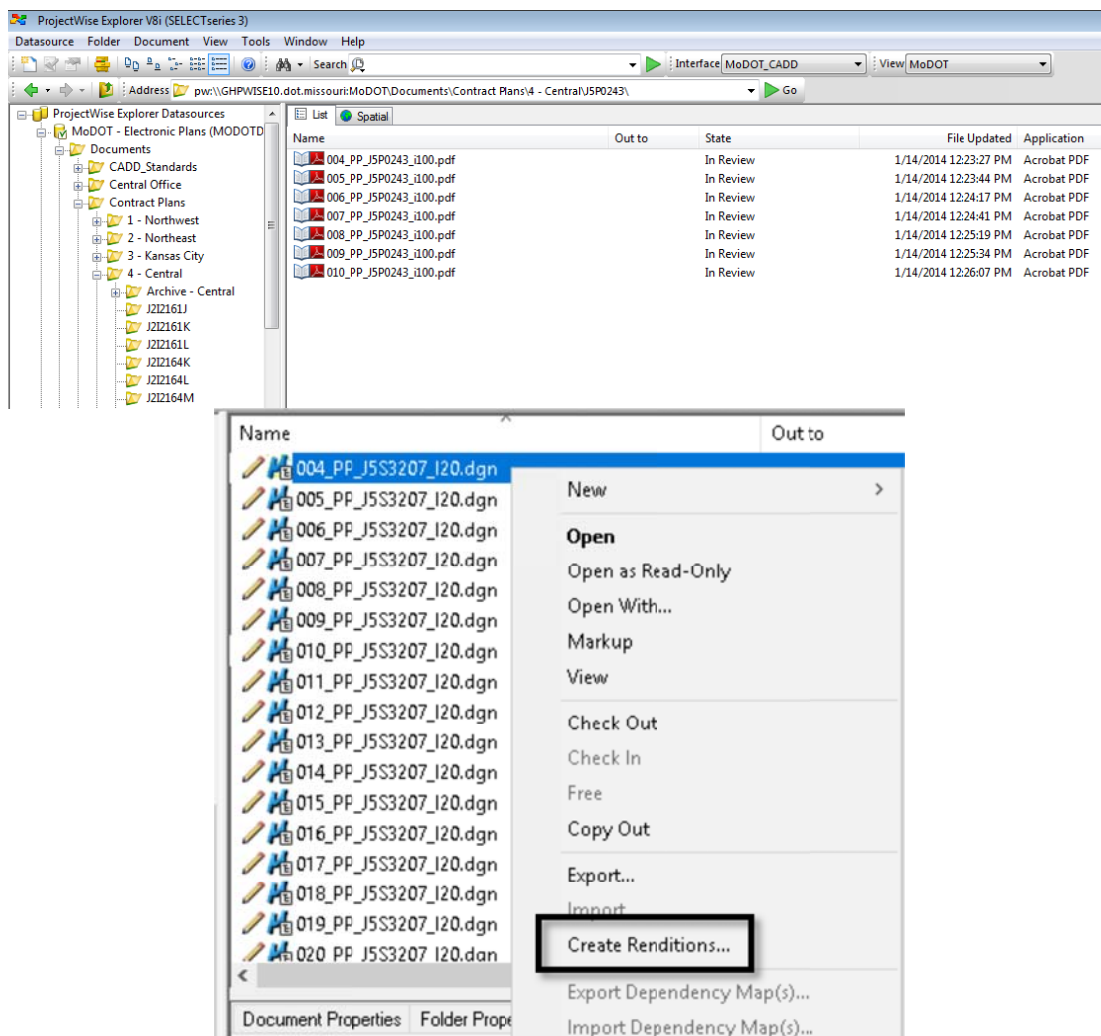 ProjectWise Explorer V8i (SELECTseries 3)
Datasource Folder Document View Tools Window Help
Search Interface MoDOT_CADD View MoDOT
Address pw:\\GHPWISE10.dot.missouri:MoDOT\Documents\Contract Plans\4 - Central\J5P0243\ Go
ProjectWise Explorer Datasources
MoDOT - Electronic Plans (MODOTD
Documents
CADD_Standards
Central Office
Contract Plans
1 - Northwest
2 - Northeast
3 - Kansas City
4 - Central
Archive - Central
J2I2161J
J2I2161K
J2I2161L
J2I2164K
J2I2164L
J2I2164M
List Spatial
Name Out to State File Updated Application
004_PP_J5P0243_i100.pdf In Review 1/14/2014 12:23:27 PM Acrobat PDF
005_PP_J5P0243_i100.pdf In Review 1/14/2014 12:23:44 PM Acrobat PDF
006_PP_J5P0243_i100.pdf In Review 1/14/2014 12:24:17 PM Acrobat PDF
007_PP_J5P0243_i100.pdf In Review 1/14/2014 12:24:41 PM Acrobat PDF
008_PP_J5P0243_i100.pdf In Review 1/14/2014 12:25:19 PM Acrobat PDF
009_PP_J5P0243_i100.pdf In Review 1/14/2014 12:25:34 PM Acrobat PDF
010_PP_J5P0243_i100.pdf In Review 1/14/2014 12:26:07 PM Acrobat PDF
Name Out to
004_PP_J5S3207_I20.dgn
005_PP_J5S3207_I20.dgn
006_PP_J5S3207_I20.dgn
007_PP_J5S3207_I20.dgn
008_PP_J5S3207_I20.dgn
009_PP_J5S3207_I20.dgn
010_PP_J5S3207_I20.dgn
011_PP_J5S3207_I20.dgn
012_PP_J5S3207_I20.dgn
013_PP_J5S3207_I20.dgn
014_PP_J5S3207_I20.dgn
015_PP_J5S3207_I20.dgn
016_PP_J5S3207_I20.dgn
017_PP_J5S3207_I20.dgn
018_PP_J5S3207_I20.dgn
019_PP_J5S3207_I20.dgn
020_PP_J5S3207_I20.dgn
Document Properties Folder Prope
New
Open
Open as Read-Only
Open With...
Markup
View
Check Out
Check In
Free
Copy Out
Export...
Import
Create Renditions...
Export Dependency Map(s)...
Import Dependency Map(s)...